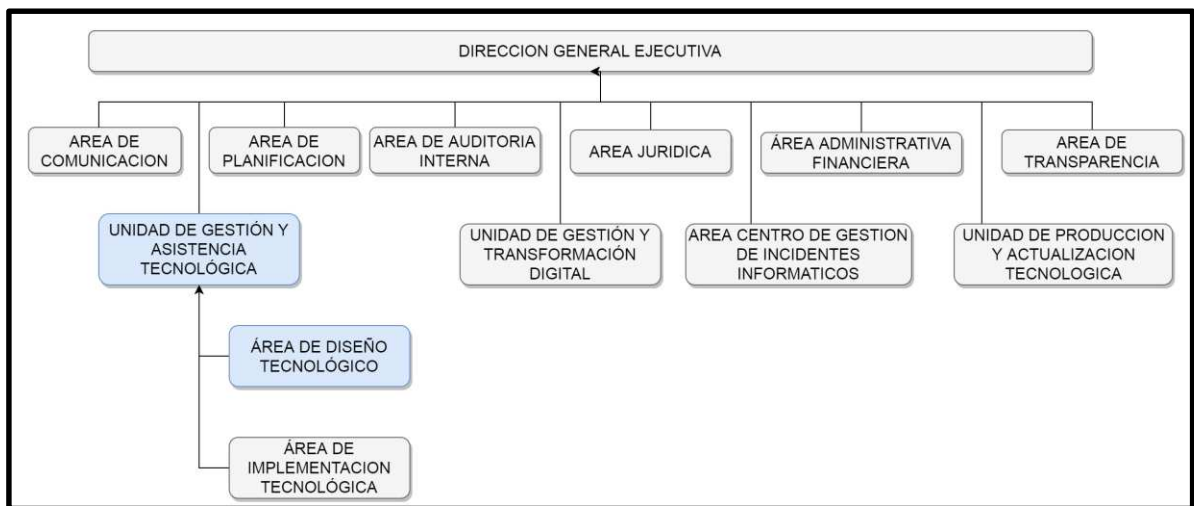 DIRECCION GENERAL EJECUTIVA
AREA DE
COMUNICACION
AREA DE
PLANIFICACION
AREA DE AUDITORIA
INTERNA
AREA JURIDICA
ÁREA ADMINISTRATIVA
FINANCIERA
AREA DE
TRANSPARENCIA
UNIDAD DE GESTIÓN Y
ASISTENCIA
TECNOLÓGICA
UNIDAD DE GESTIÓN Y
TRANSFORMACIÓN
DIGITAL
AREA CENTRO DE GESTION
DE INCIDENTES
INFORMATICOS
UNIDAD DE PRODUCCION
Y ACTUALIZACION
TECNOLOGICA
ÁREA DE DISEÑO
TECNOLÓGICO
ÁREA DE
IMPLEMENTACION
TECNOLÓGICA